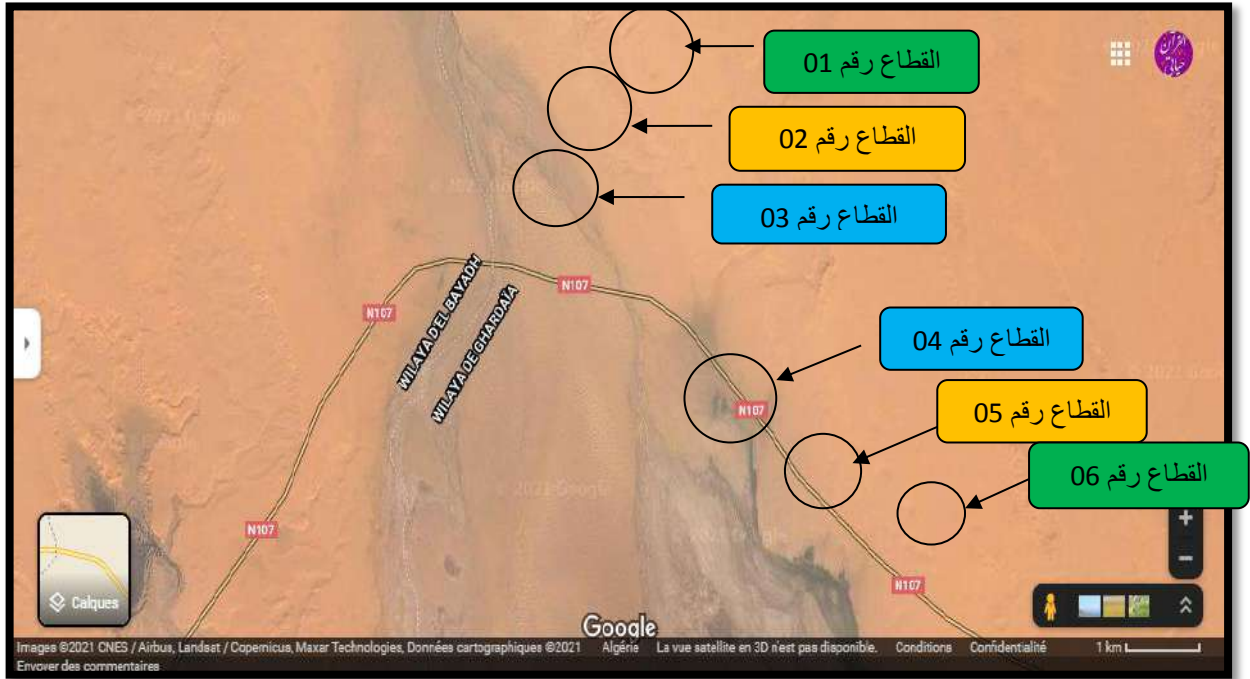 القطاع رقم 01
القرآن حياتي
القطاع رقم 02
القطاع رقم 03
N107
N107
WILAYA D'EL BAYADH
WILAYA DE GHARDAÏA
القطاع رقم 04
N107
القطاع رقم 05
القطاع رقم 06
N107
N107
Calques
Google
Images ©2021 CNES / Airbus, Landsat / Copernicus, Maxar Technologies, Données cartographiques ©2021 Algérie La vue satellite en 3D n'est pas disponible. Conditions Confidentialité 1 km
Envoyer des commentaires